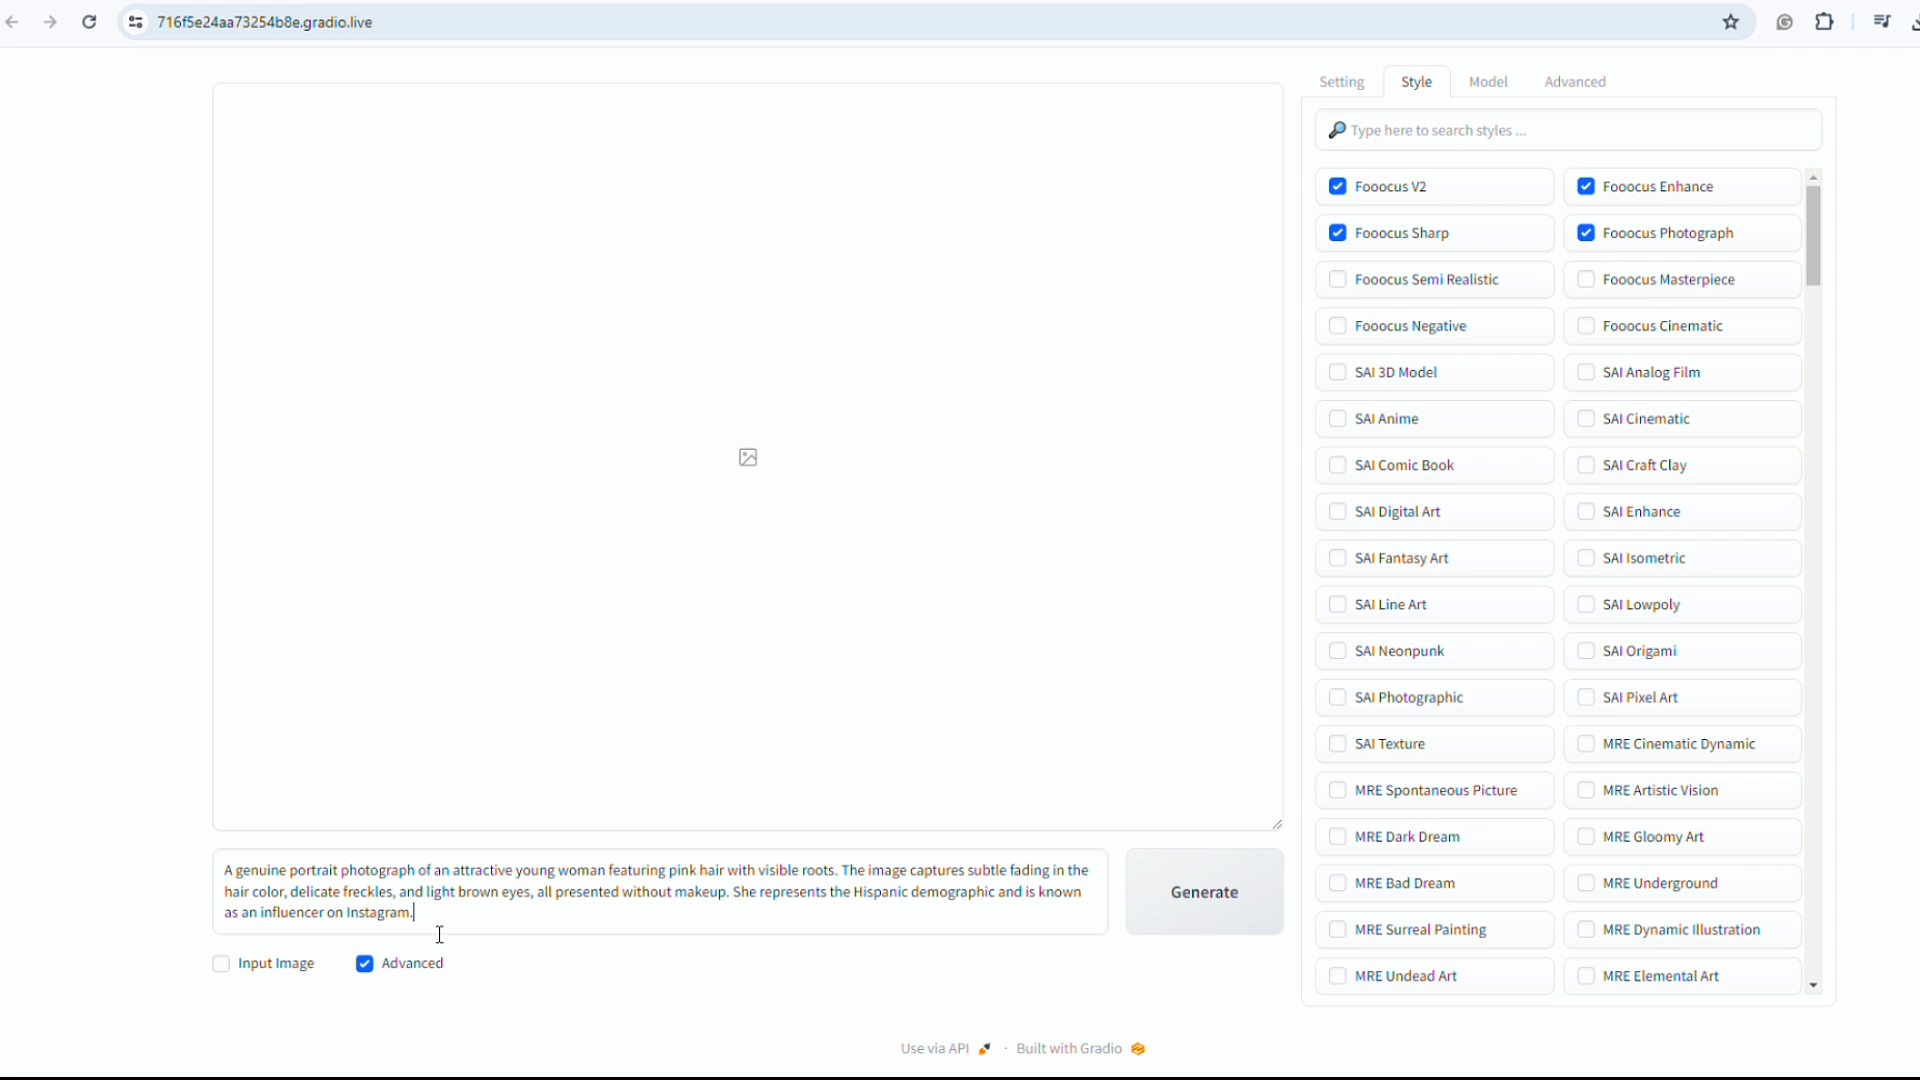 716f5e24aa73254b8e.gradio.live
Setting Style Model Advanced
Type here to search styles ...
Fooocus V2 Fooocus Enhance
Fooocus Sharp Fooocus Photograph
Fooocus Semi Realistic Fooocus Masterpiece
Fooocus Negative Fooocus Cinematic
SAI 3D Model SAI Analog Film
SAI Anime SAI Cinematic
SAI Comic Book SAI Craft Clay
SAI Digital Art SAI Enhance
SAI Fantasy Art SAI Isometric
SAI Line Art SAI Lowpoly
SAI Neonpunk SAI Origami
SAI Photographic SAI Pixel Art
SAI Texture MRE Cinematic Dynamic
MRE Spontaneous Picture MRE Artistic Vision
MRE Dark Dream MRE Gloomy Art
MRE Bad Dream MRE Underground
MRE Surreal Painting MRE Dynamic Illustration
MRE Undead Art MRE Elemental Art
A genuine portrait photograph of an attractive young woman featuring pink hair with visible roots. The image captures subtle fading in the
hair color, delicate freckles, and light brown eyes, all presented without makeup. She represents the Hispanic demographic and is known
as an influencer on Instagram.
Generate
Input Image Advanced
Use via API · Built with Gradio